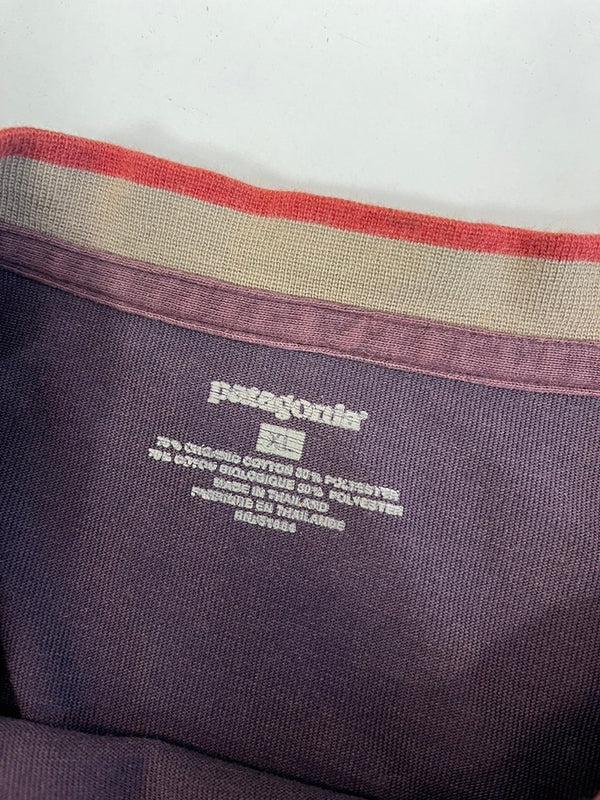 patagonia®
XL
70% ORGANIC COTTON 30% POLYESTER
70% COTON BIOLOGIQUE 30% POLYESTER
MADE IN THAILAND
FABRIQUÉ EN THAÏLANDE